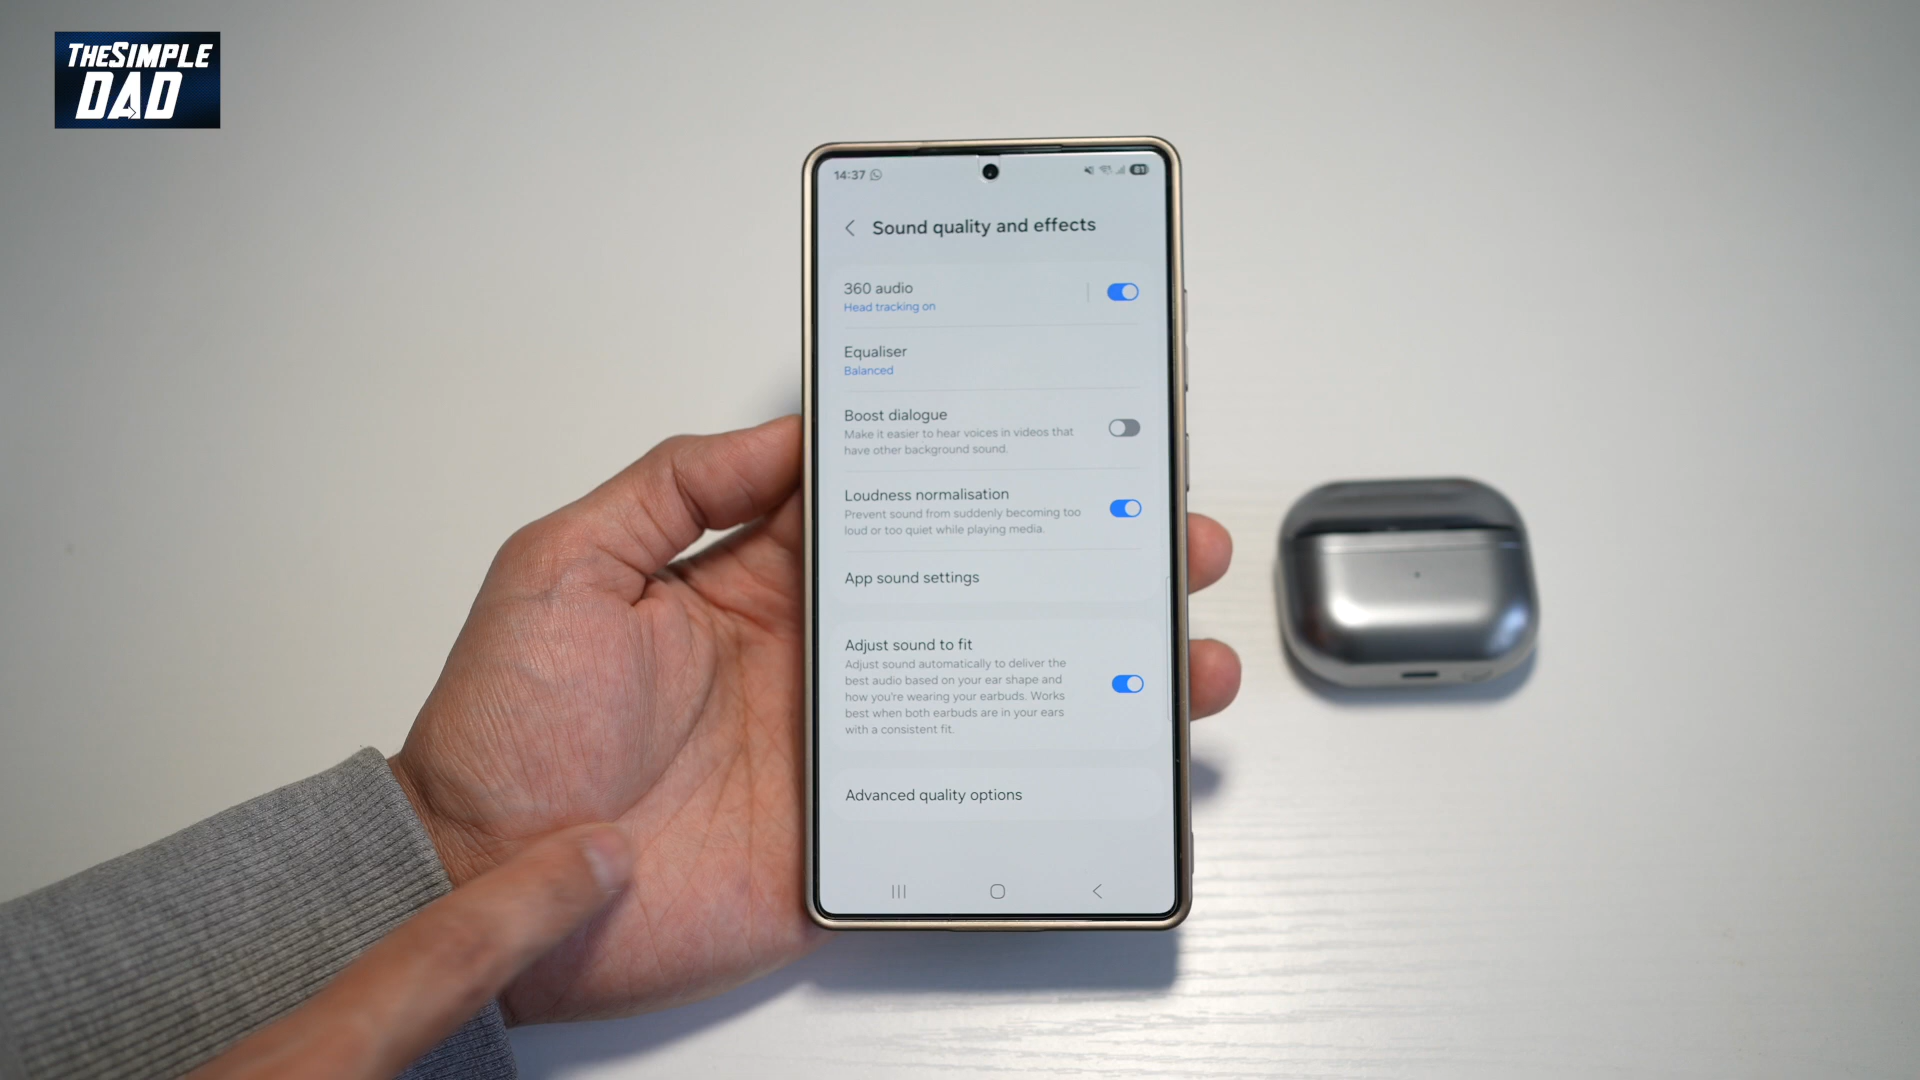 THESIMPLE
DAD
14:37
81
Sound quality and effects
360 audio
Head tracking on
Equaliser
Balanced
Boost dialogue
Make it easier to hear voices in videos that
have other background sound.
Loudness normalisation
Prevent sound from suddenly becoming too
loud or too quiet while playing media.
App sound settings
Adjust sound to fit
Adjust sound automatically to deliver the
best audio based on your ear shape and
how you're wearing your earbuds. Works
best when both earbuds are in your ears
with a consistent fit.
Advanced quality options